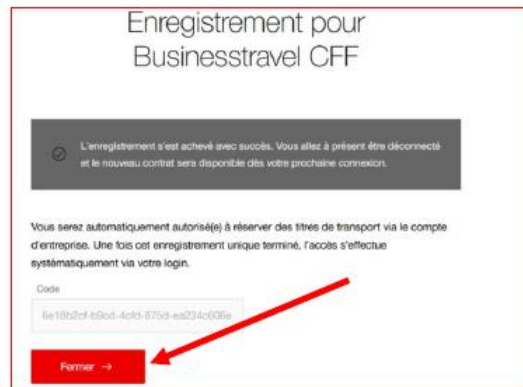 Enregistrement pour
Businesstravel CFF
L'enregistrement s'est achevé avec succès. Vous allez à présent être déconnecté
et le nouveau contrat sera disponible dès votre prochaine connexion.
Vous serez automatiquement autorisé(e) à réserver des titres de transport via le compte
d'entreprise. Une fois cet enregistrement unique terminé, l'accès s'effectue
systématiquement via votre login.
Code
Fermer →